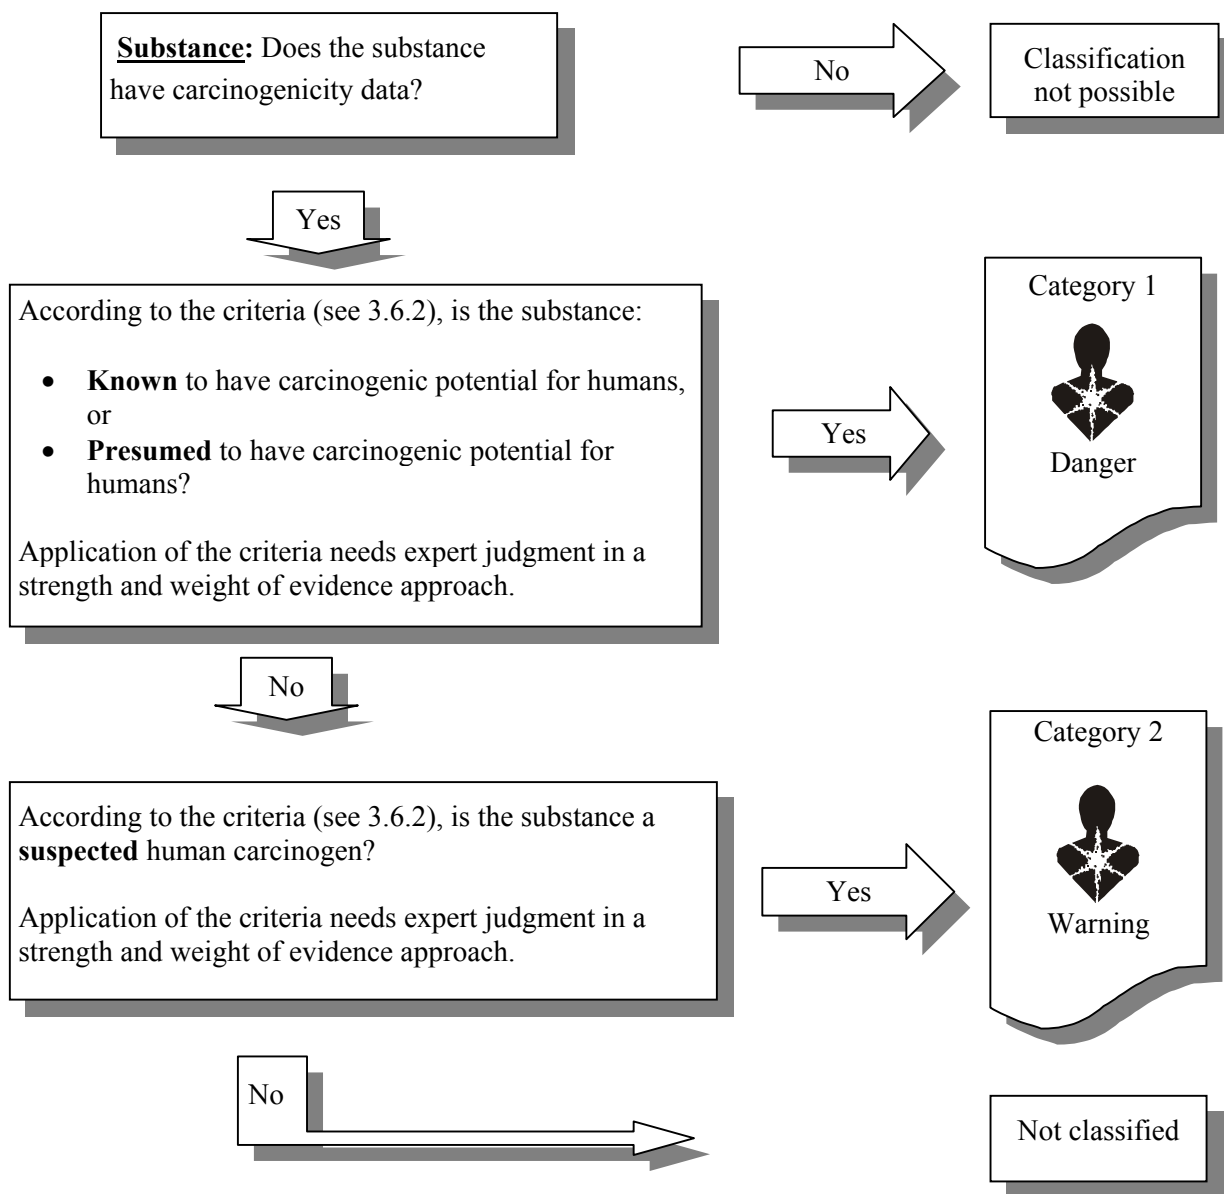 Substance: Does the substance
have carcinogenicity data?
No
Classification
not possible
Yes
According to the criteria (see 3.6.2), is the substance:
• Known to have carcinogenic potential for humans,
or
• Presumed to have carcinogenic potential for
humans?
Application of the criteria needs expert judgment in a
strength and weight of evidence approach.
Yes
Category 1
Danger
No
According to the criteria (see 3.6.2), is the substance a
suspected human carcinogen?
Application of the criteria needs expert judgment in a
strength and weight of evidence approach.
Yes
Category 2
Warning
No
Not classified